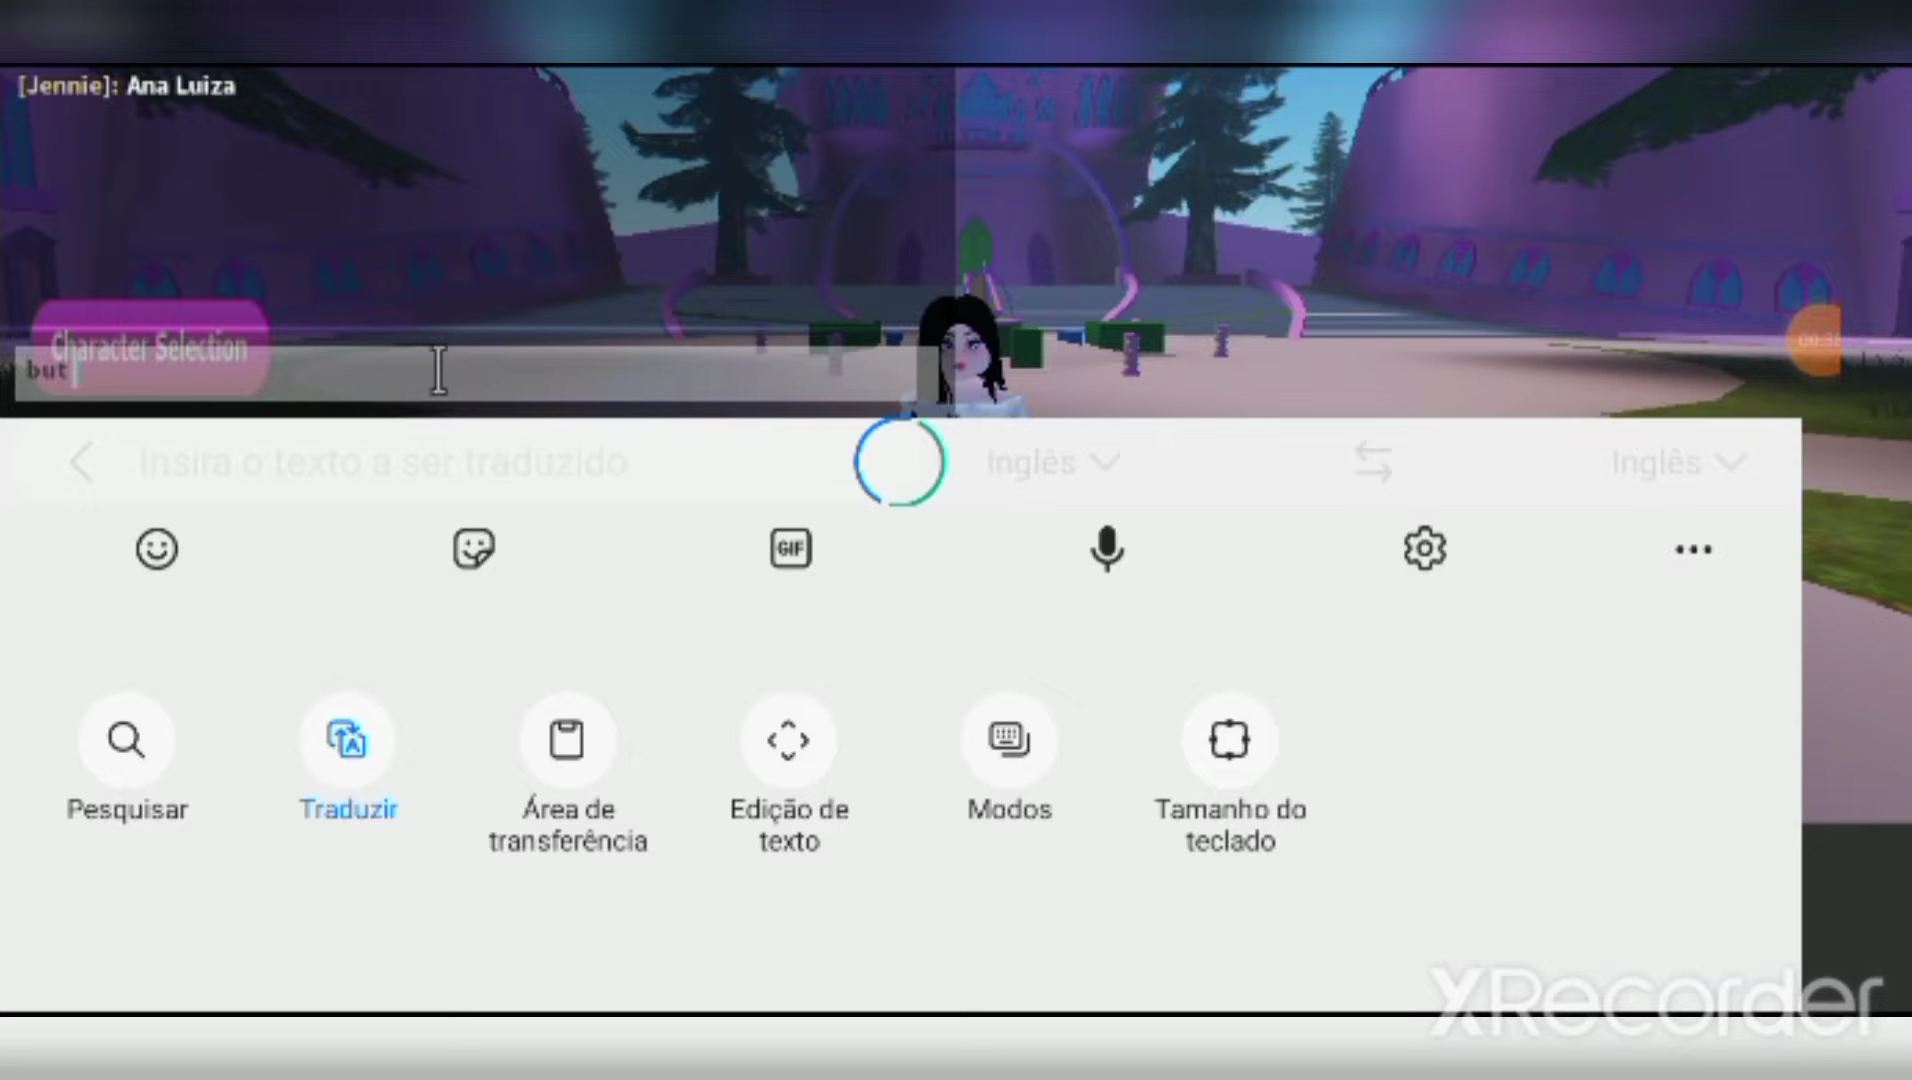 [Jennie]: Ana Luiza
Character Selection
but
Insira o texto a ser traduzido
Inglês
Inglês
GIF
Pesquisar
Traduzir
Área de
transferência
Edição de
texto
Modos
Tamanho do
teclado
XRecorder